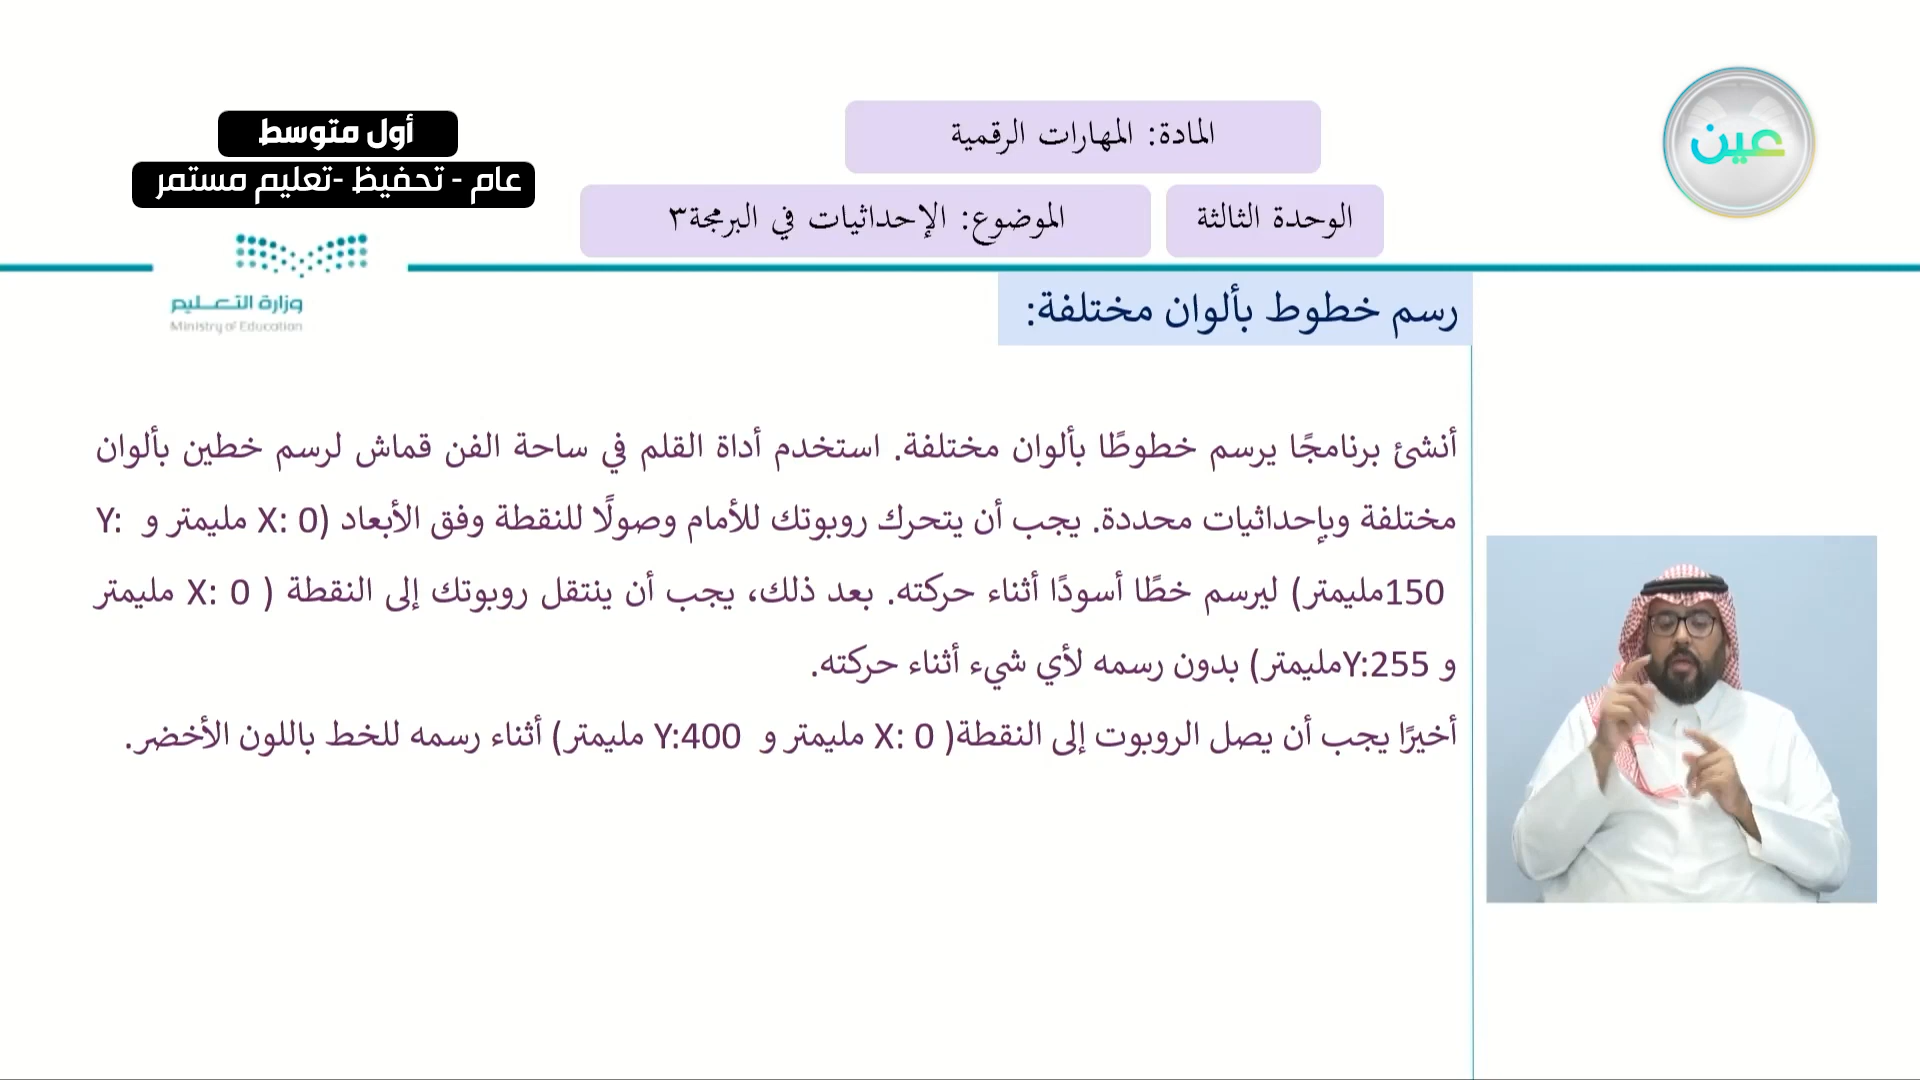 عين
المادة: المهارات الرقمية
أول متوسط
عام - تحفيظ -تعليم مستمر
الوحدة الثالثة
الموضوع: الإحداثيات في البرمجة٣
وزارة التعـــليم
Ministry of Education
رسم خطوط بألوان مختلفة:
أنشئ برنامجًا يرسم خطوطًا بألوان مختلفة. استخدم أداة القلم في ساحة الفن قماش لرسم خطين بألوان
مختلفة وبإحداثيات محددة. يجب أن يتحرك روبوتك للأمام وصولًا للنقطة وفق الأبعاد (X: 0 مليمتر و Y:
150مليمتر) ليرسم خطًا أسودًا أثناء حركته. بعد ذلك، يجب أن ينتقل روبوتك إلى النقطة ( X: 0 مليمتر
و Y:255مليمتر) بدون رسمه لأي شيء أثناء حركته.
أخيرًا يجب أن يصل الروبوت إلى النقطة( X: 0 مليمتر و Y:400 مليمتر) أثناء رسمه للخط باللون الأخضر.